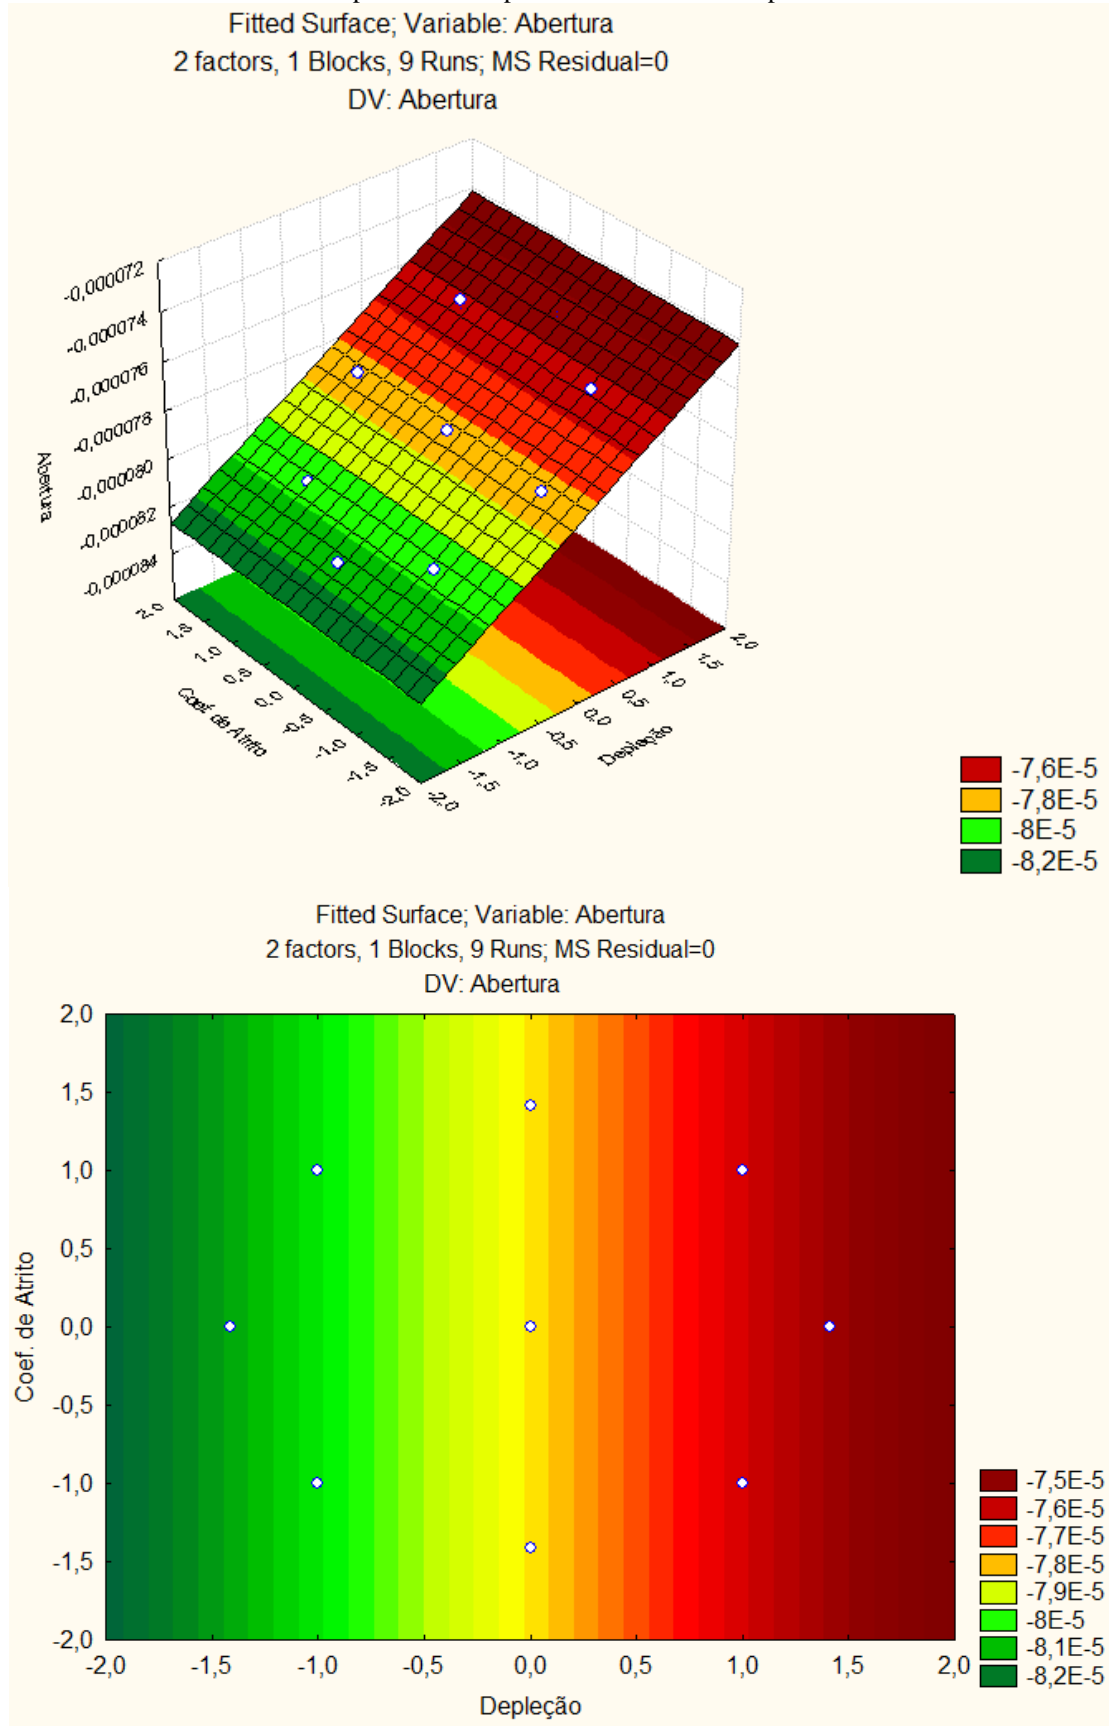 Fitted Surface; Variable: Abertura
2 factors, 1 Blocks, 9 Runs; MS Residual=0
DV: Abertura
-0,000072
-0,000074
-0,000076
-0,000078
-0,000080
-0,000082
-0,000084
Abertura
2,0
1,5
1,0
0,5
0,0
-0,5
-1,0
-1,5
-2,0
Coef. de Atrito
-2,0
-1,5
-1,0
-0,5
0,0
0,5
1,0
1,5
2,0
Depleção
-7,6E-5
-7,8E-5
-8E-5
-8,2E-5
Fitted Surface; Variable: Abertura
2 factors, 1 Blocks, 9 Runs; MS Residual=0
DV: Abertura
2,0
1,5
1,0
0,5
0,0
-0,5
-1,0
-1,5
-2,0
Coef. de Atrito
-2,0 -1,5 -1,0 -0,5 0,0 0,5 1,0 1,5 2,0
Depleção
-7,5E-5
-7,6E-5
-7,7E-5
-7,8E-5
-7,9E-5
-8E-5
-8,1E-5
-8,2E-5